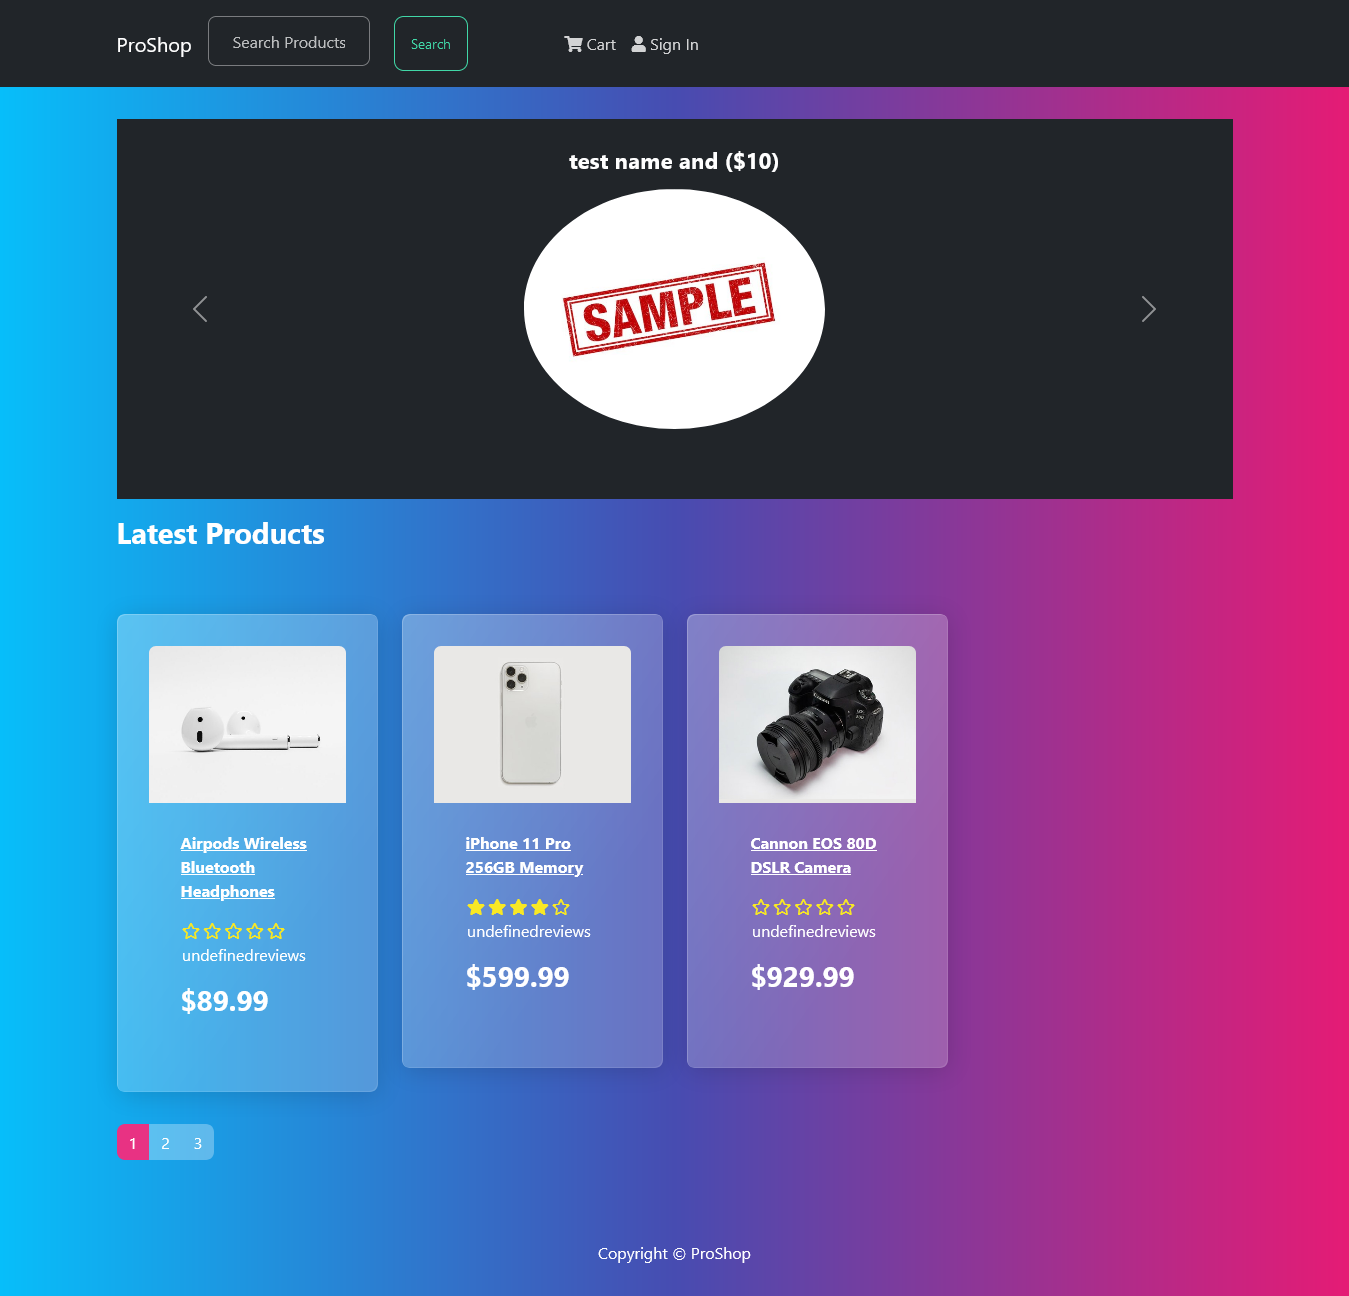 ProShop
Search Products
Search
Cart
Sign In
test name and ($10)
SAMPLE
Latest Products
Airpods Wireless
Bluetooth
Headphones
undefinedreviews
$89.99
iPhone 11 Pro
256GB Memory
undefinedreviews
$599.99
Cannon EOS 80D
DSLR Camera
undefinedreviews
$929.99
1 2 3
Copyright © ProShop